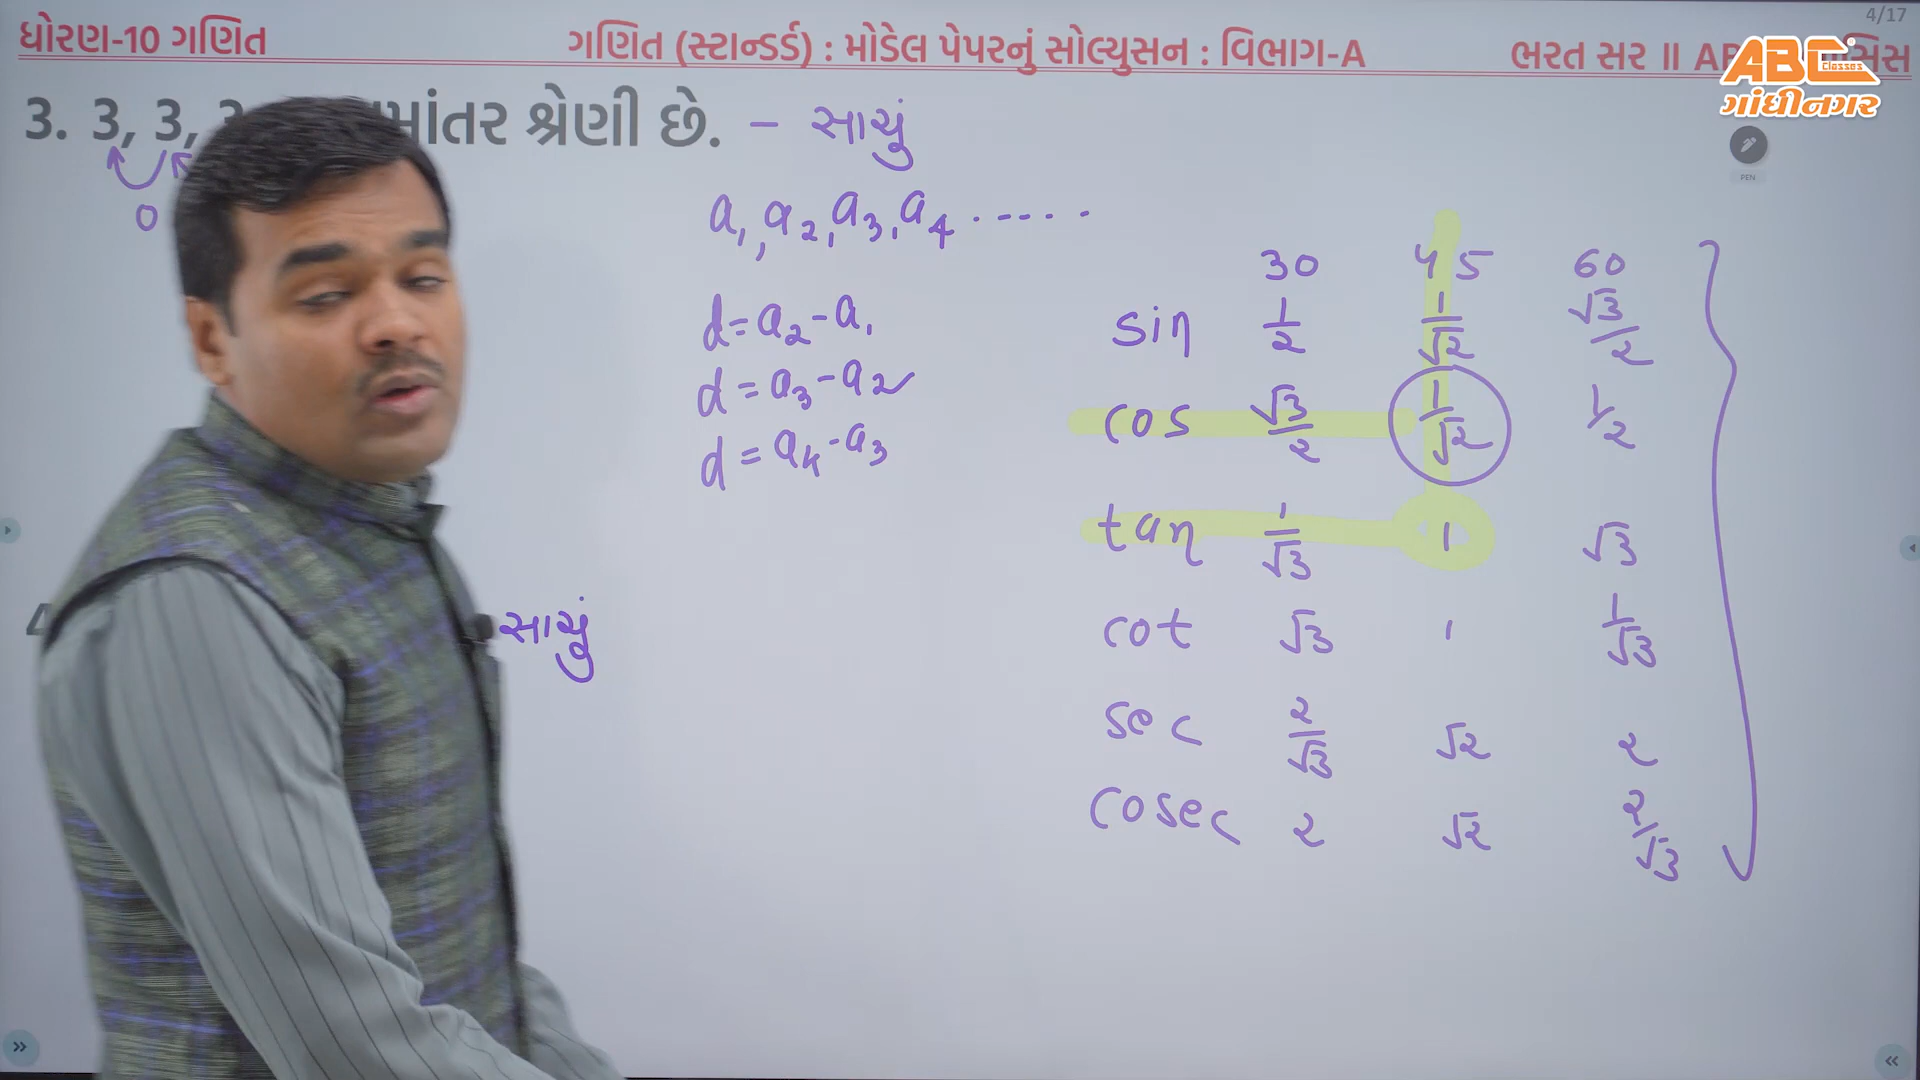 4/17
ધોરણ-10 ગણિત
ગણિત (સ્ટાન્ડર્ડ) : મોડેલ પેપરનું સોલ્યુસન : વિભાગ-A
ભરત સર ॥ AB
ABC
Classes
ગાંધીનગર
PEN
3. 3, 3, શ્રેણી છે. – સાચું
0
a₁, a₂, a₃, a₄ ......
d = a₂ - a₁
d = a₃ - a₂
d = a₄ - a₃
સાચું
30 45 60
sin 1/2 1/√2 √3/2
cos √3/2 1/√2 1/2
tan 1/√3 1 √3
cot √3 1 1/√3
sec 2/√3 √2 2
cosec 2 √2 2/√3